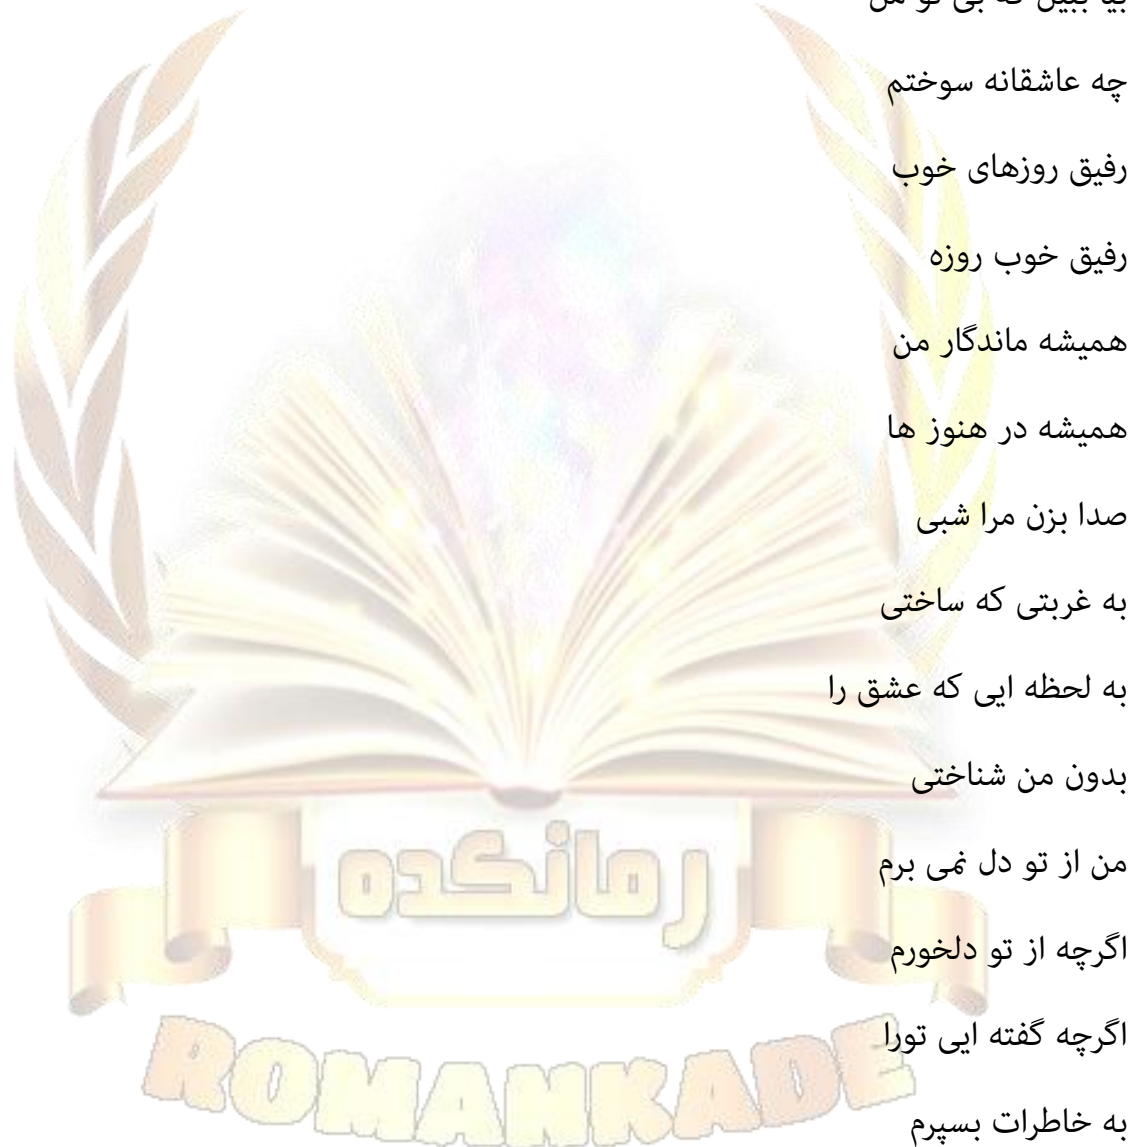 بیا ببین که بی تو من
چه عاشقانه سوختم
رفیق روزهای خوب
رفیق خوب روزه
همیشه ماندگار من
همیشه در هنوز ها
صدا بزن مرا شبی
به غربتی که ساختی
به لحظه ایی که عشق را
بدون من شناختی
من از تو دل نمی برم
اگرچه از تو دلخورم
اگرچه گفته ایی تورا
به خاطرات بسپرم
رمانکده
ROMANKADE